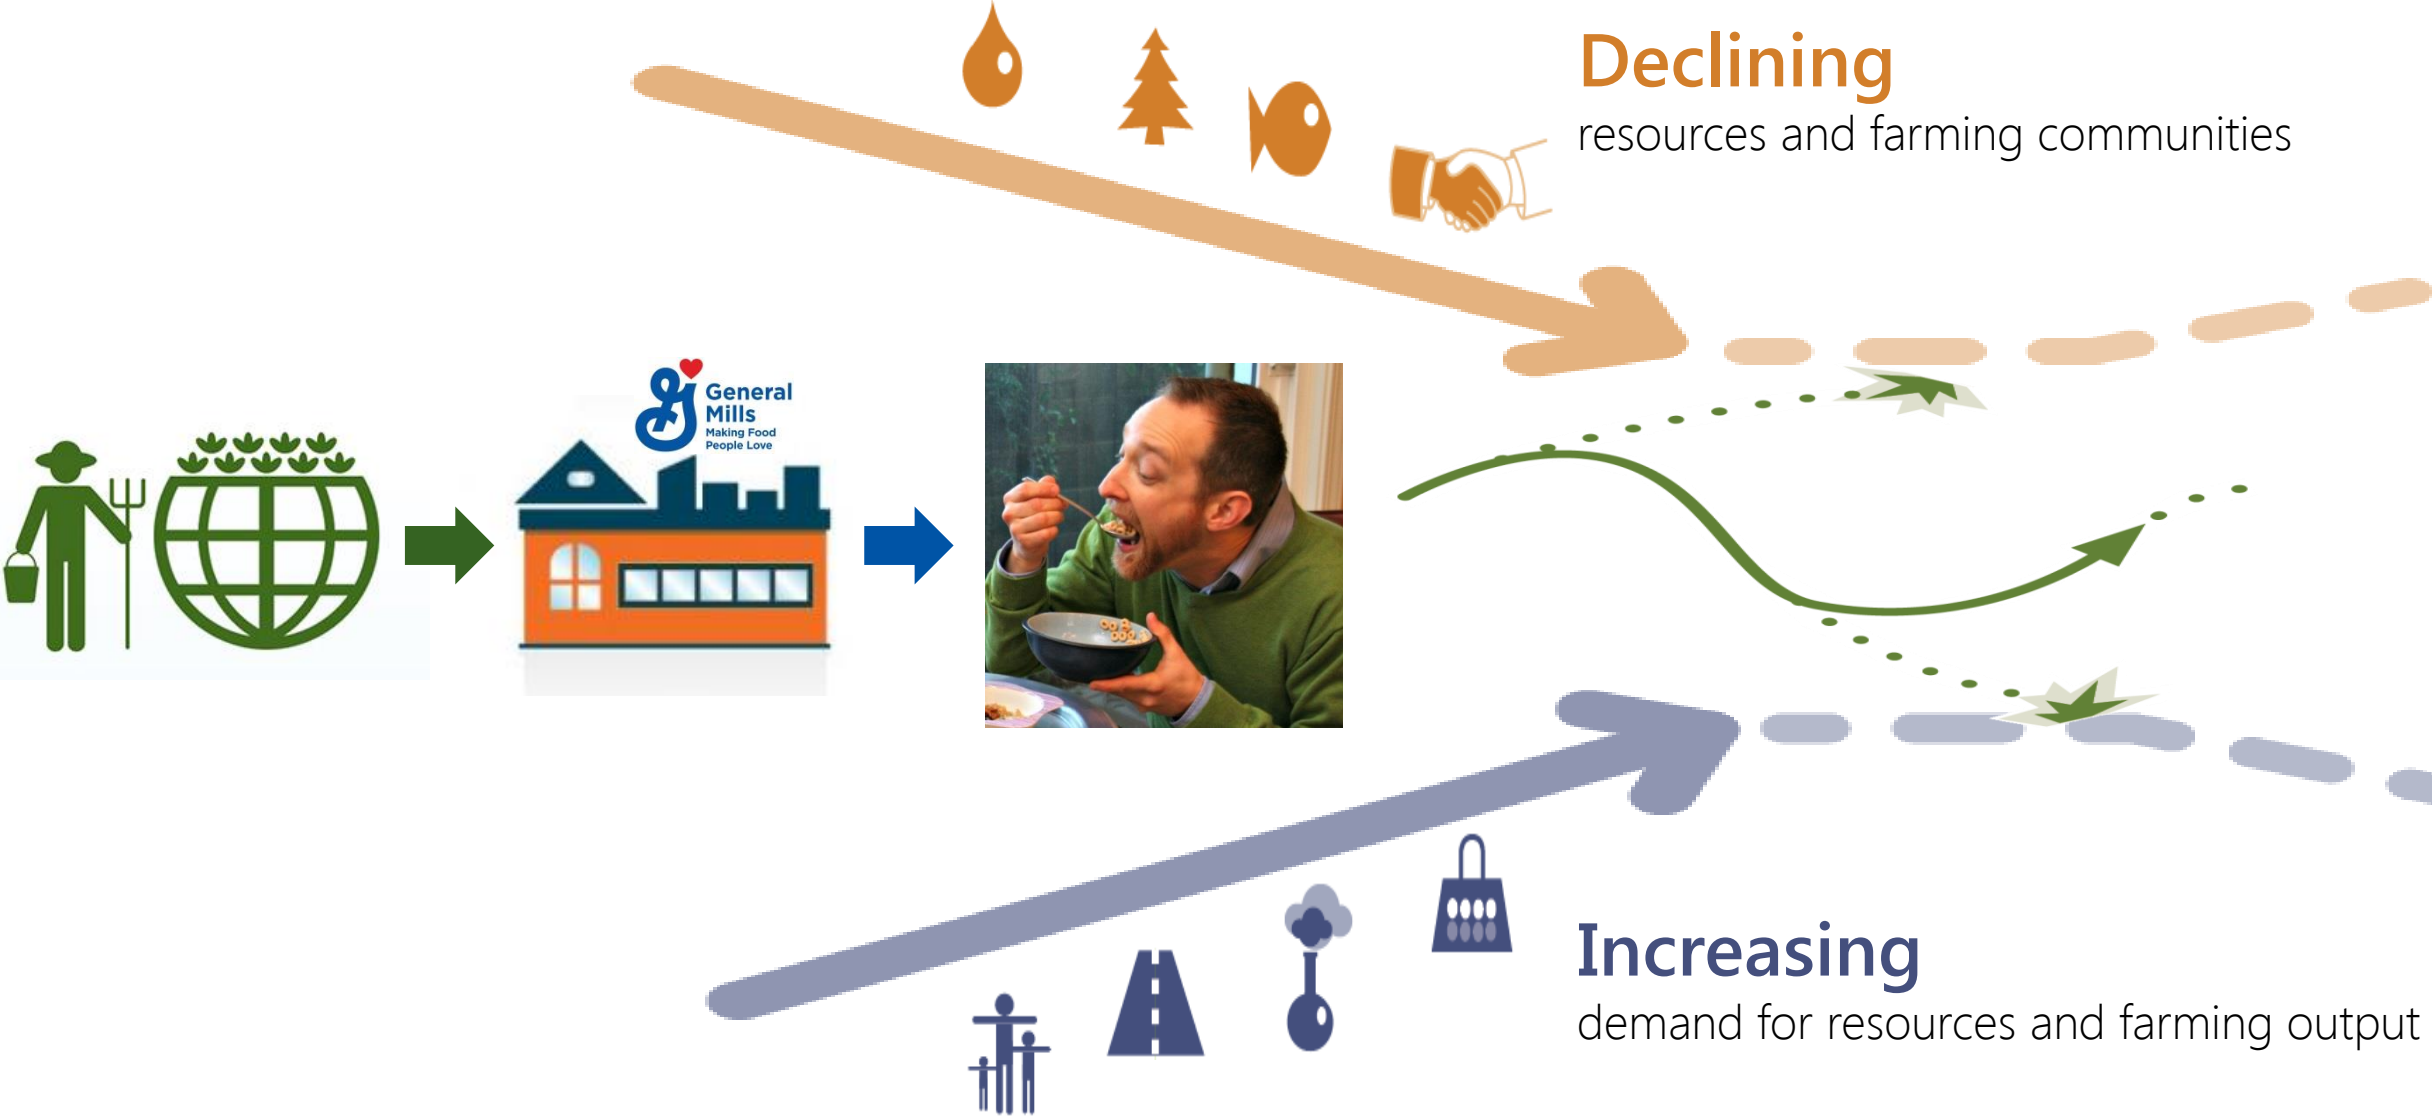 Declining
resources and farming communities
General
Mills
Making Food
People Love
Increasing
demand for resources and farming output